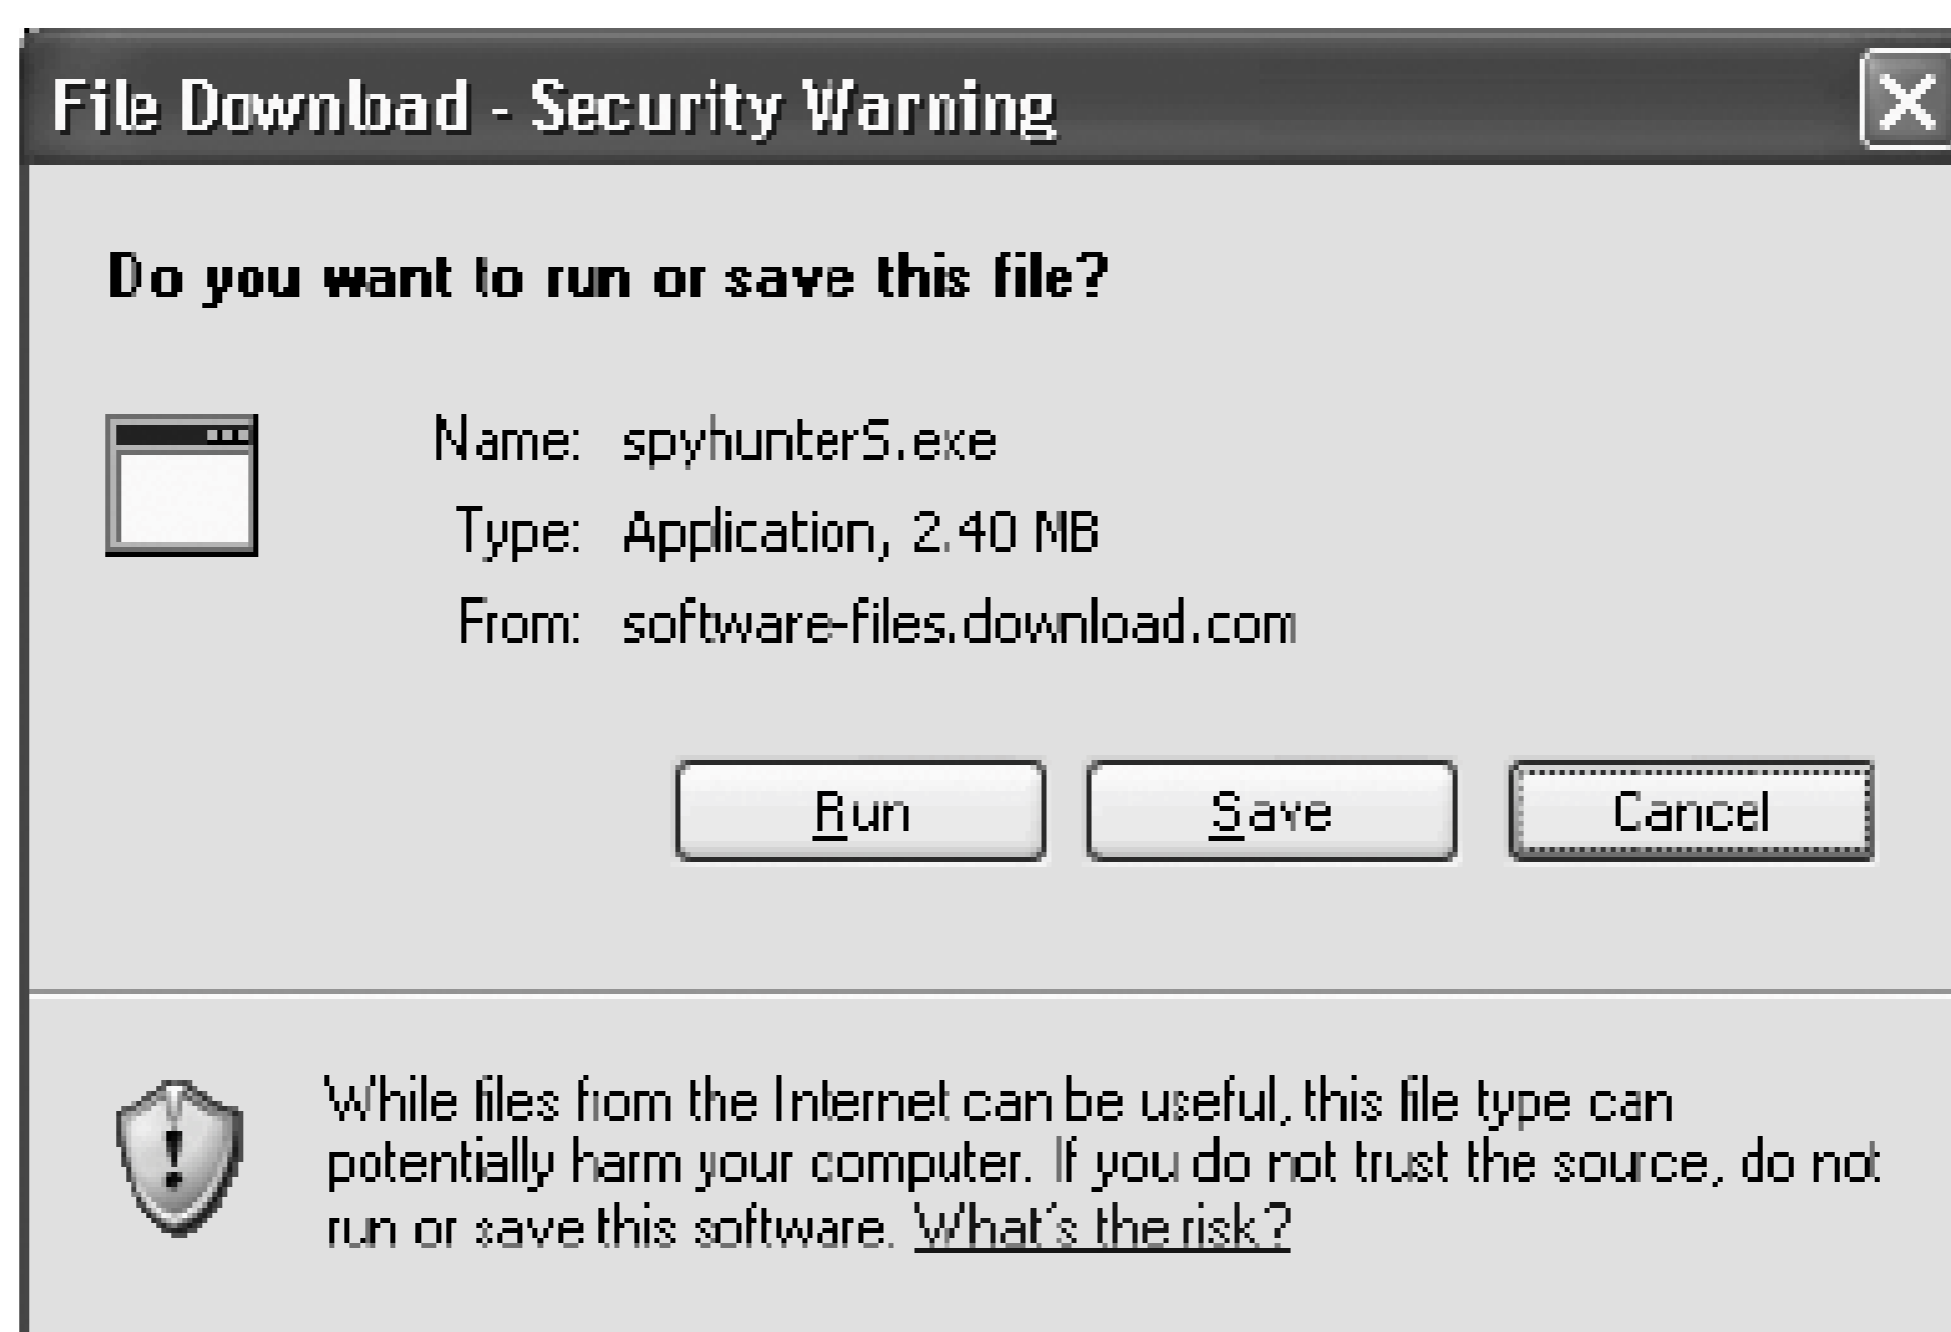 File Download - Security Warning
Do you want to run or save this file?
Name: spyhunterS.exe
Type: Application, 2.40 MB
From: software-files.download.com
Run Save Cancel
While files from the Internet can be useful, this file type can
potentially harm your computer. If you do not trust the source, do not
run or save this software. What's the risk?